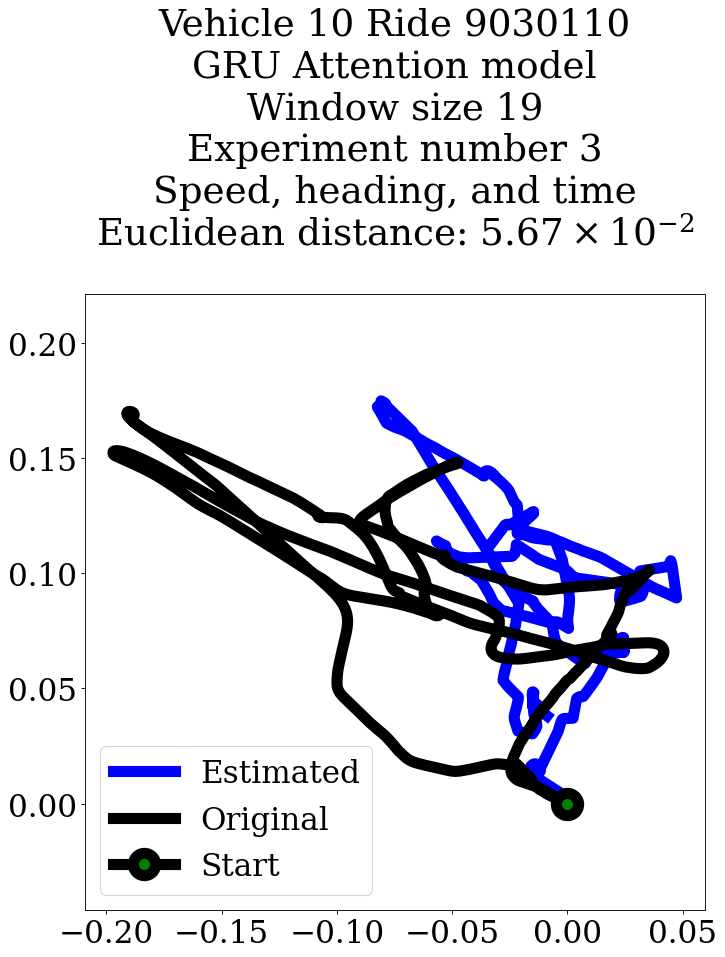 Vehicle 10 Ride 9030110
GRU Attention model
Window size 19
Experiment number 3
Speed, heading, and time
Euclidean distance: 5.67 × 10⁻²
0.20
0.15
0.10
0.05
0.00
Estimated
Original
Start
−0.20 −0.15 −0.10 −0.05 0.00 0.05